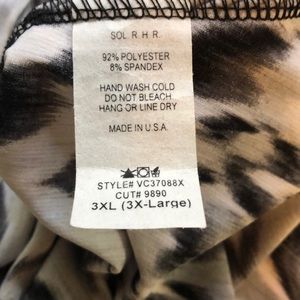 SOL R. H. R.
92% POLYESTER
8% SPANDEX
HAND WASH COLD
DO NOT BLEACH
HANG OR LINE DRY
MADE IN U.S.A.
STYLE# VC37088X
CUT# 9890
3XL (3X-Large)